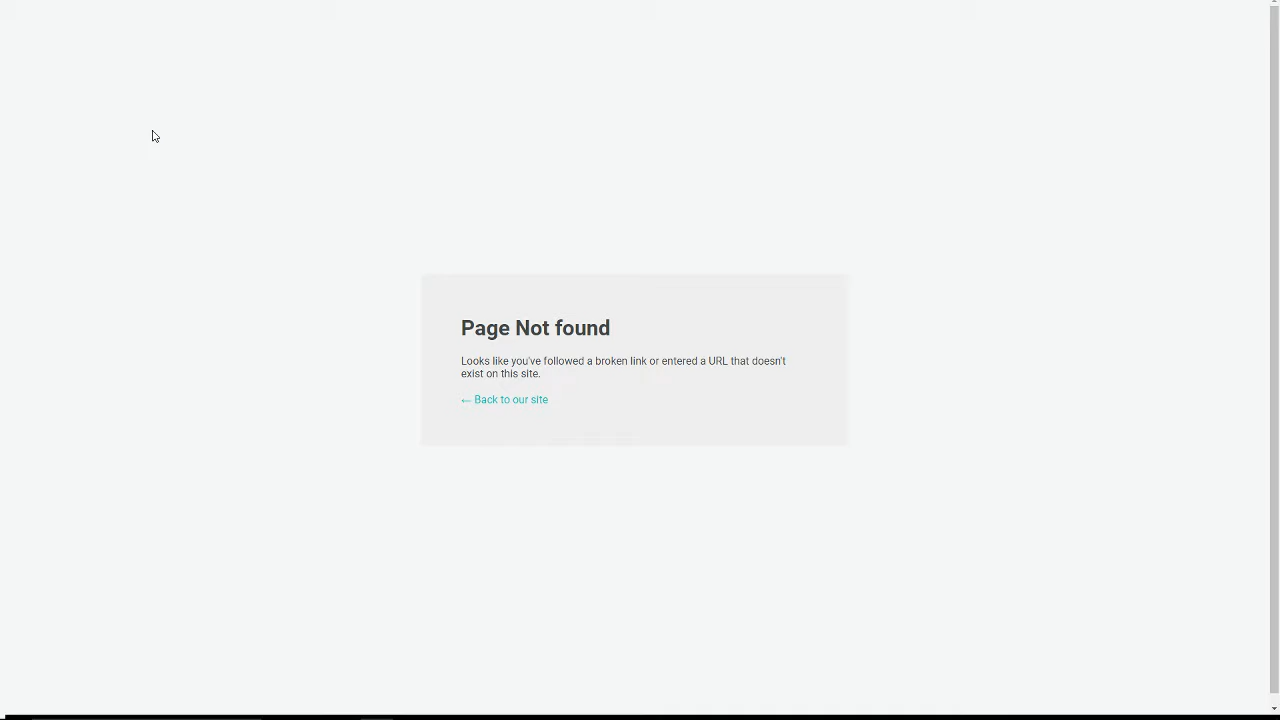 Page Not found
Looks like you've followed a broken link or entered a URL that doesn't
exist on this site.
← Back to our site